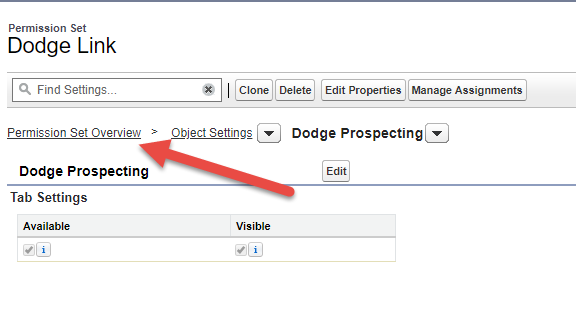 Permission Set
Dodge Link
Find Settings... Clone Delete Edit Properties Manage Assignments
Permission Set Overview > Object Settings Dodge Prospecting
Dodge Prospecting Edit
Tab Settings
Available Visible
i i